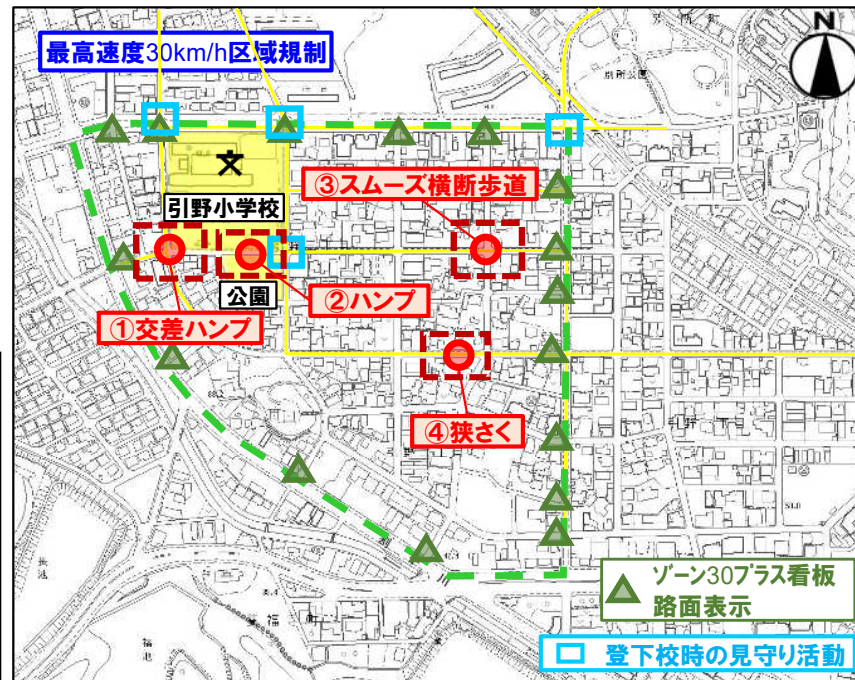 最高速度30km/h区域規制
N
文
引野小学校
③スムーズ横断歩道
公園
②ハンプ
①交差ハンプ
④狭さく
ゾーン30プラス看板
路面表示
登下校時の見守り活動